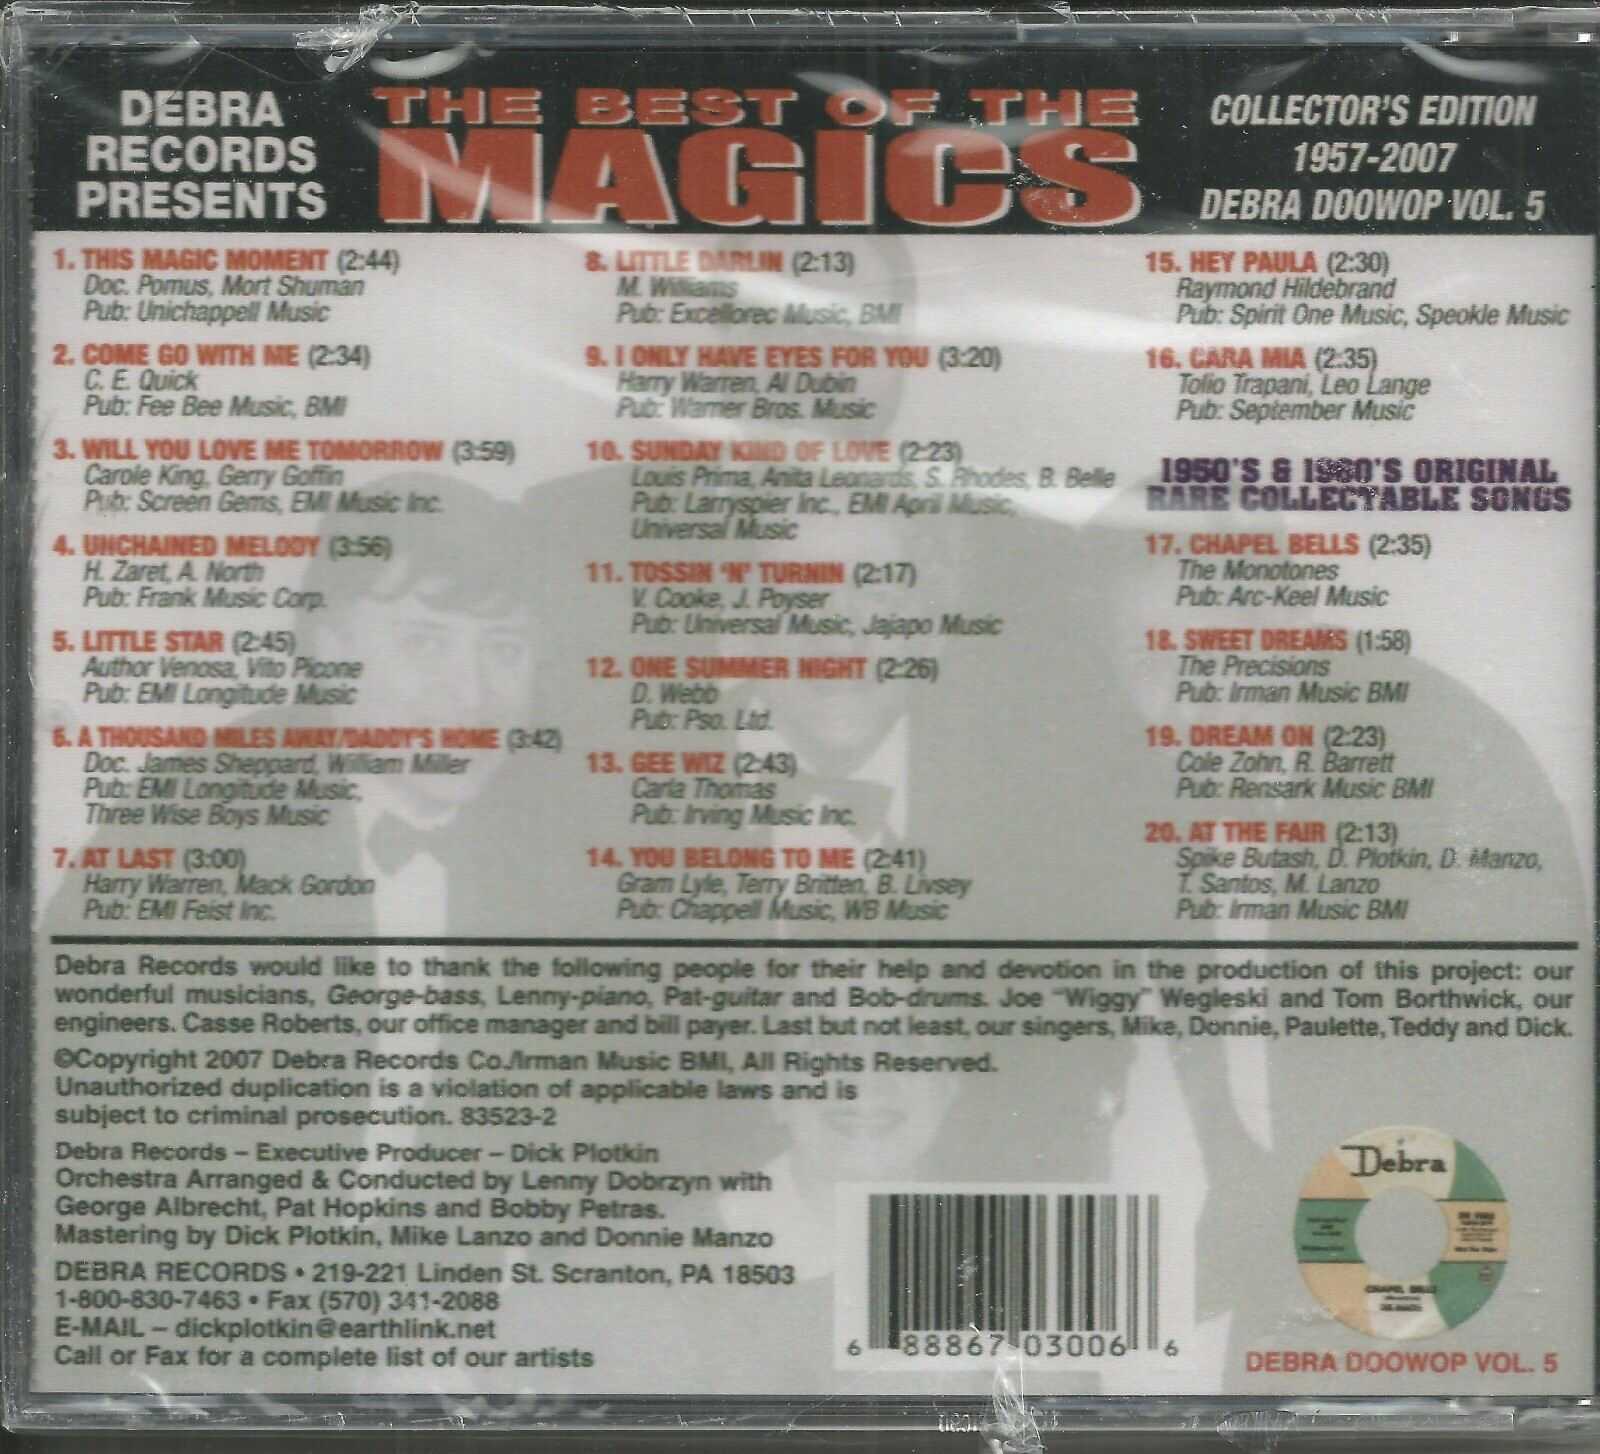 DEBRA
RECORDS
PRESENTS
THE BEST OF THE
MAGICS
COLLECTOR'S EDITION
1957-2007
DEBRA DOOWOP VOL. 5
1. THIS MAGIC MOMENT (2:44)
Doc. Pomus, Mort Shuman
Pub: Unichappell Music
2. COME GO WITH ME (2:34)
C. E. Quick
Pub: Fee Bee Music, BMI
3. WILL YOU LOVE ME TOMORROW (3:59)
Carole King, Gerry Goffin
Pub: Screen Gems, EMI Music Inc.
4. UNCHAINED MELODY (3:56)
H. Zaret, A. North
Pub: Frank Music Corp.
5. LITTLE STAR (2:45)
Author Venosa, Vito Picone
Pub: EMI Longitude Music
6. A THOUSAND MILES AWAY/DADDY'S HOME (3:42)
Doc. James Sheppard, William Miller
Pub: EMI Longitude Music,
Three Wise Boys Music
7. AT LAST (3:00)
Harry Warren, Mack Gordon
Pub: EMI Feist Inc.
8. LITTLE DARLIN (2:13)
M. Williams
Pub: Excellorec Music, BMI
9. I ONLY HAVE EYES FOR YOU (3:20)
Harry Warren, Al Dubin
Pub: Warner Bros. Music
10. SUNDAY KIND OF LOVE (2:23)
Louis Prima, Anita Leonards, S. Rhodes, B. Belle
Pub: Larryspier Inc., EMI April Music,
Universal Music
11. TOSSIN 'N' TURNIN (2:17)
V. Cooke, J. Poyser
Pub: Universal Music, Jajapo Music
12. ONE SUMMER NIGHT (2:26)
D. Webb
Pub: Pso. Ltd.
13. GEE WIZ (2:43)
Carla Thomas
Pub: Irving Music Inc.
14. YOU BELONG TO ME (2:41)
Gram Lyle, Terry Britten, B. Livsey
Pub: Chappell Music, WB Music
15. HEY PAULA (2:30)
Raymond Hildebrand
Pub: Spirit One Music, Speokle Music
16. CARA MIA (2:35)
Tolio Trapani, Leo Lange
Pub: September Music
1950'S & 1960'S ORIGINAL
RARE COLLECTABLE SONGS
17. CHAPEL BELLS (2:35)
The Monotones
Pub: Arc-Keel Music
18. SWEET DREAMS (1:58)
The Precisions
Pub: Irman Music BMI
19. DREAM ON (2:23)
Cole Zohn, R. Barrett
Pub: Rensark Music BMI
20. AT THE FAIR (2:13)
Spike Butash, D. Plotkin, D. Manzo,
T. Santos, M. Lanzo
Pub: Irman Music BMI
Debra Records would like to thank the following people for their help and devotion in the production of this project: our
wonderful musicians, George-bass, Lenny-piano, Pat-guitar and Bob-drums. Joe "Wiggy" Wegleski and Tom Borthwick, our
engineers. Casse Roberts, our office manager and bill payer. Last but not least, our singers, Mike, Donnie, Paulette, Teddy and Dick.
©Copyright 2007 Debra Records Co./Irman Music BMI, All Rights Reserved.
Unauthorized duplication is a violation of applicable laws and is
subject to criminal prosecution. 83523-2
Debra Records – Executive Producer – Dick Plotkin
Orchestra Arranged & Conducted by Lenny Dobrzyn with
George Albrecht, Pat Hopkins and Bobby Petras.
Mastering by Dick Plotkin, Mike Lanzo and Donnie Manzo
DEBRA RECORDS • 219-221 Linden St. Scranton, PA 18503
1-800-830-7463 • Fax (570) 341-2088
E-MAIL – dickplotkin@earthlink.net
Call or Fax for a complete list of our artists
6 88867 03006 6
Debra
CHAPEL BELLS
DEBRA DOOWOP VOL. 5